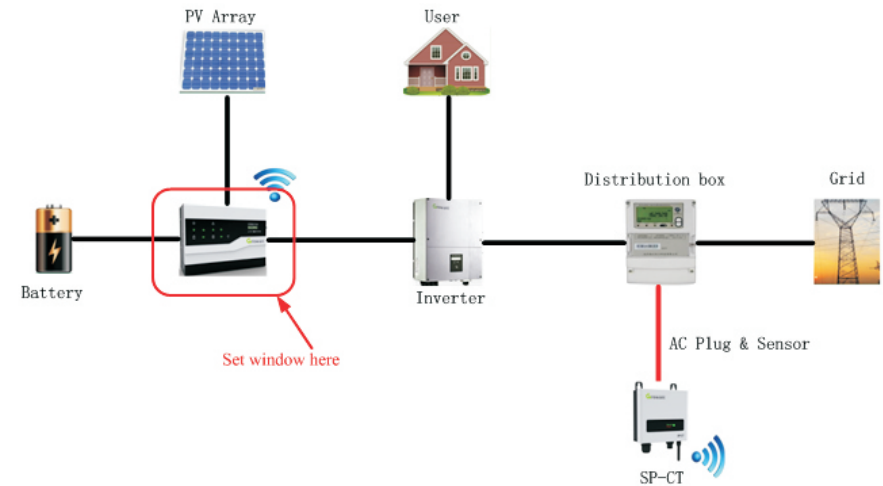 PV Array
User
Distribution box
Grid
Battery
Inverter
Set window here
AC Plug & Sensor
SP-CT